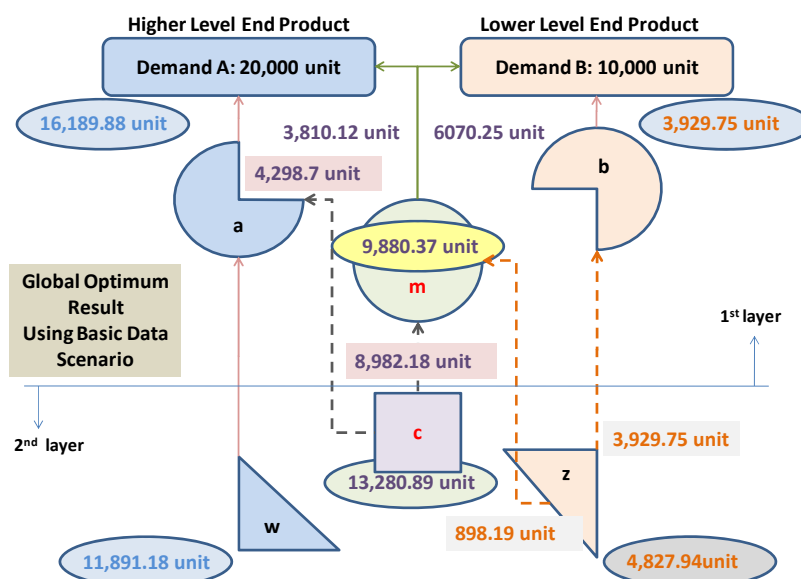 Higher Level End Product
Lower Level End Product
Demand A: 20,000 unit
Demand B: 10,000 unit
16,189.88 unit
3,810.12 unit
6070.25 unit
3,929.75 unit
4,298.7 unit
a
b
9,880.37 unit
m
Global Optimum
Result
Using Basic Data
Scenario
1st layer
8,982.18 unit
2nd layer
c
3,929.75 unit
13,280.89 unit
z
w
898.19 unit
11,891.18 unit
4,827.94unit